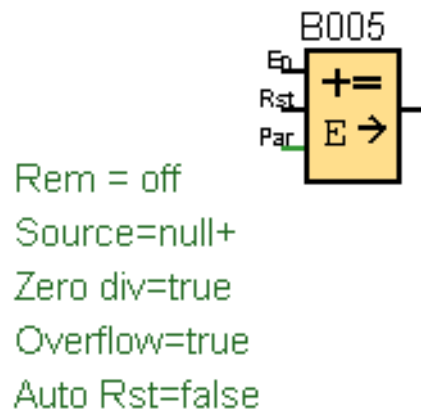 B005
En
Rst
Par
+=
E →
Rem = off
Source=null+
Zero div=true
Overflow=true
Auto Rst=false